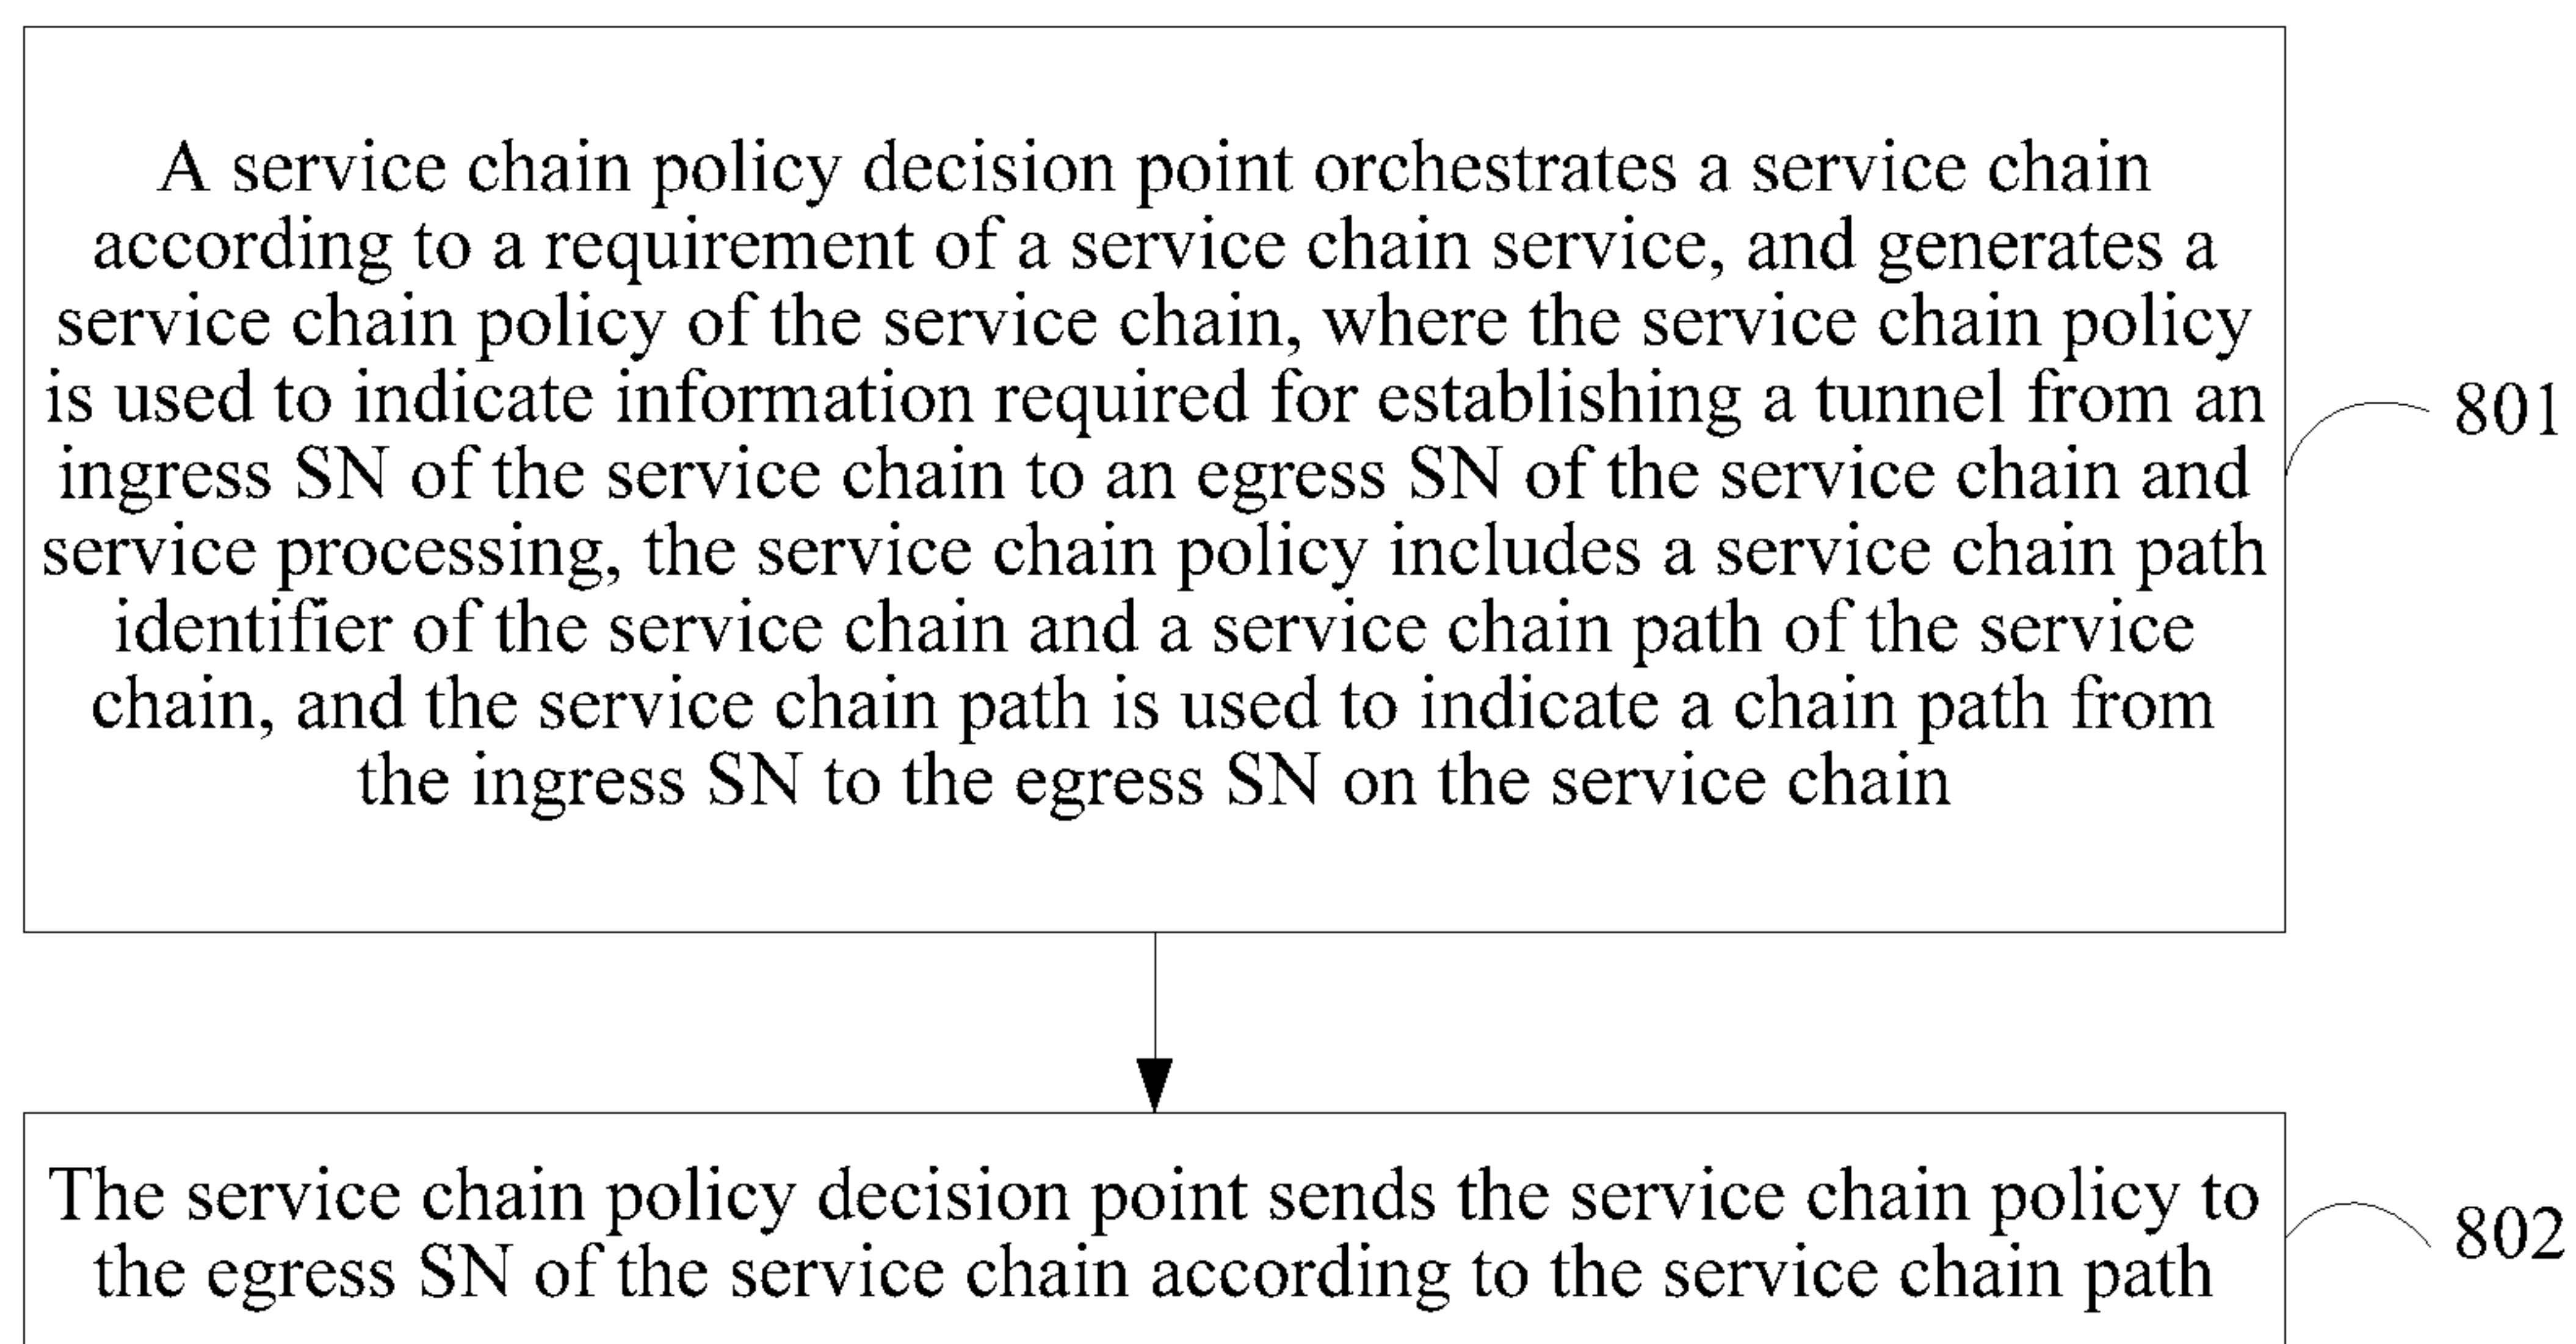 A service chain policy decision point orchestrates a service chain
according to a requirement of a service chain service, and generates a
service chain policy of the service chain, where the service chain policy
is used to indicate information required for establishing a tunnel from an
ingress SN of the service chain to an egress SN of the service chain and
service processing, the service chain policy includes a service chain path
identifier of the service chain and a service chain path of the service
chain, and the service chain path is used to indicate a chain path from
the ingress SN to the egress SN on the service chain
801
The service chain policy decision point sends the service chain policy to
the egress SN of the service chain according to the service chain path
802